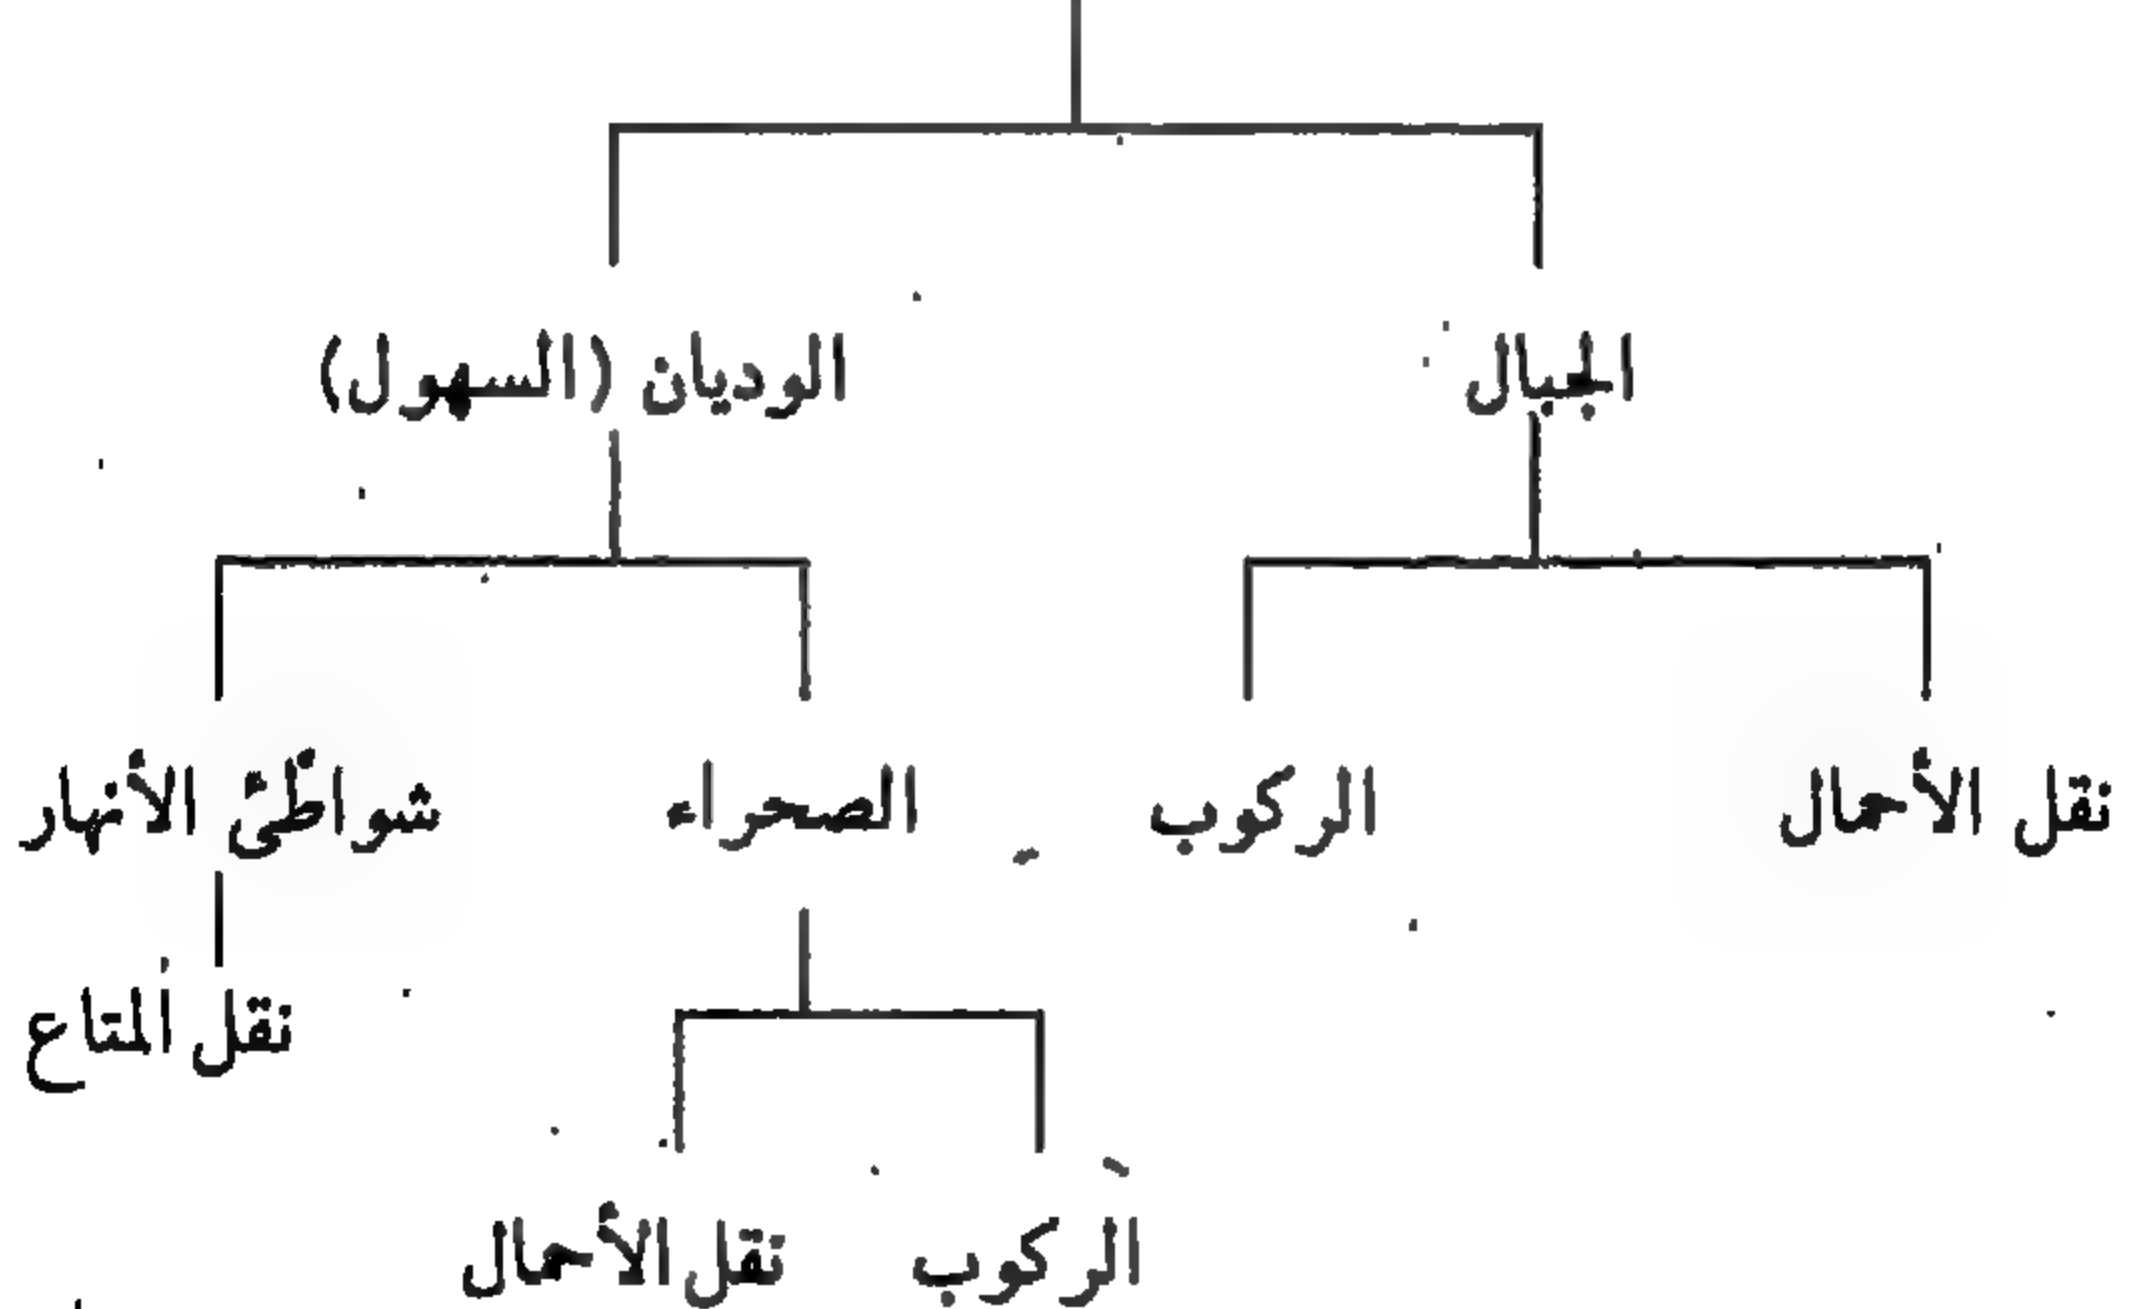 الجبال
الوديان (السهول)
نقل الأحمال
الركوب
الصحراء
شواطئ الأنهار
نقل المتاع
الركوب
نقل الأحمال